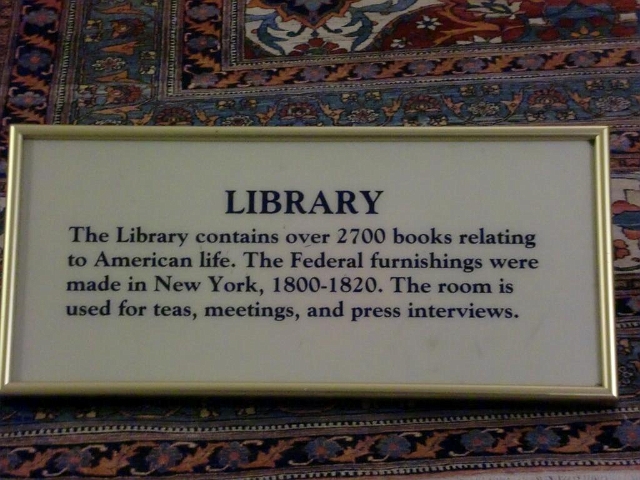 LIBRARY
The Library contains over 2700 books relating
to American life. The Federal furnishings were
made in New York, 1800-1820. The room is
used for teas, meetings, and press interviews.